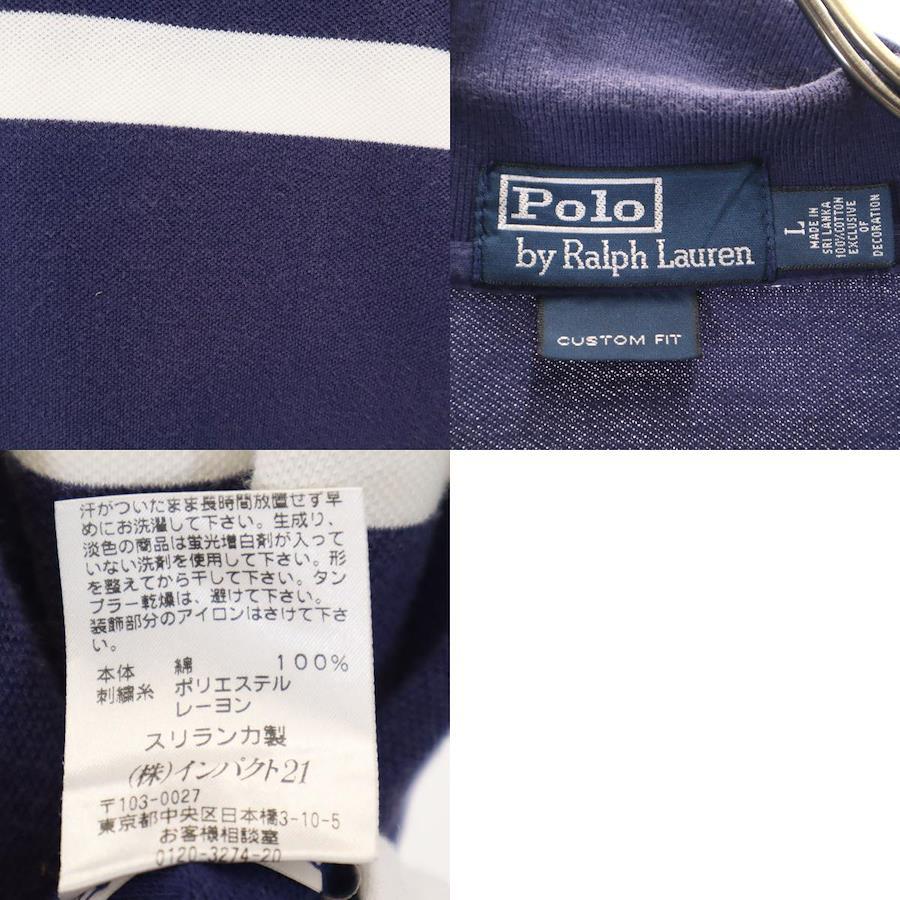 Polo
by Ralph Lauren
L
MADE IN
SRI LANKA
100% COTTON
EXCLUSIVE
OF
DECORATION
CUSTOM FIT
汗がついたまま長時間放置せず早
めにお洗濯して下さい。生成り、
淡色の商品は蛍光増白剤が入って
いない洗剤を使用して下さい。形
を整えてから干して下さい。タン
ブラー乾燥は、避けて下さい。
装飾部分のアイロンはさけて下さ
い。
本体 綿 100%
刺繍糸 ポリエステル
レーヨン
スリランカ製
(株)インパクト21
〒103-0027
東京都中央区日本橋3-10-5
お客様相談室
0120-3274-20